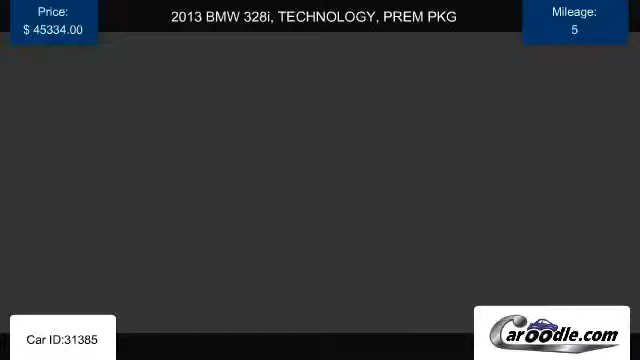 Price:
$ 45334.00
2013 BMW 328i, TECHNOLOGY, PREM PKG
Mileage:
5
Car ID:31385
Caroodle.com